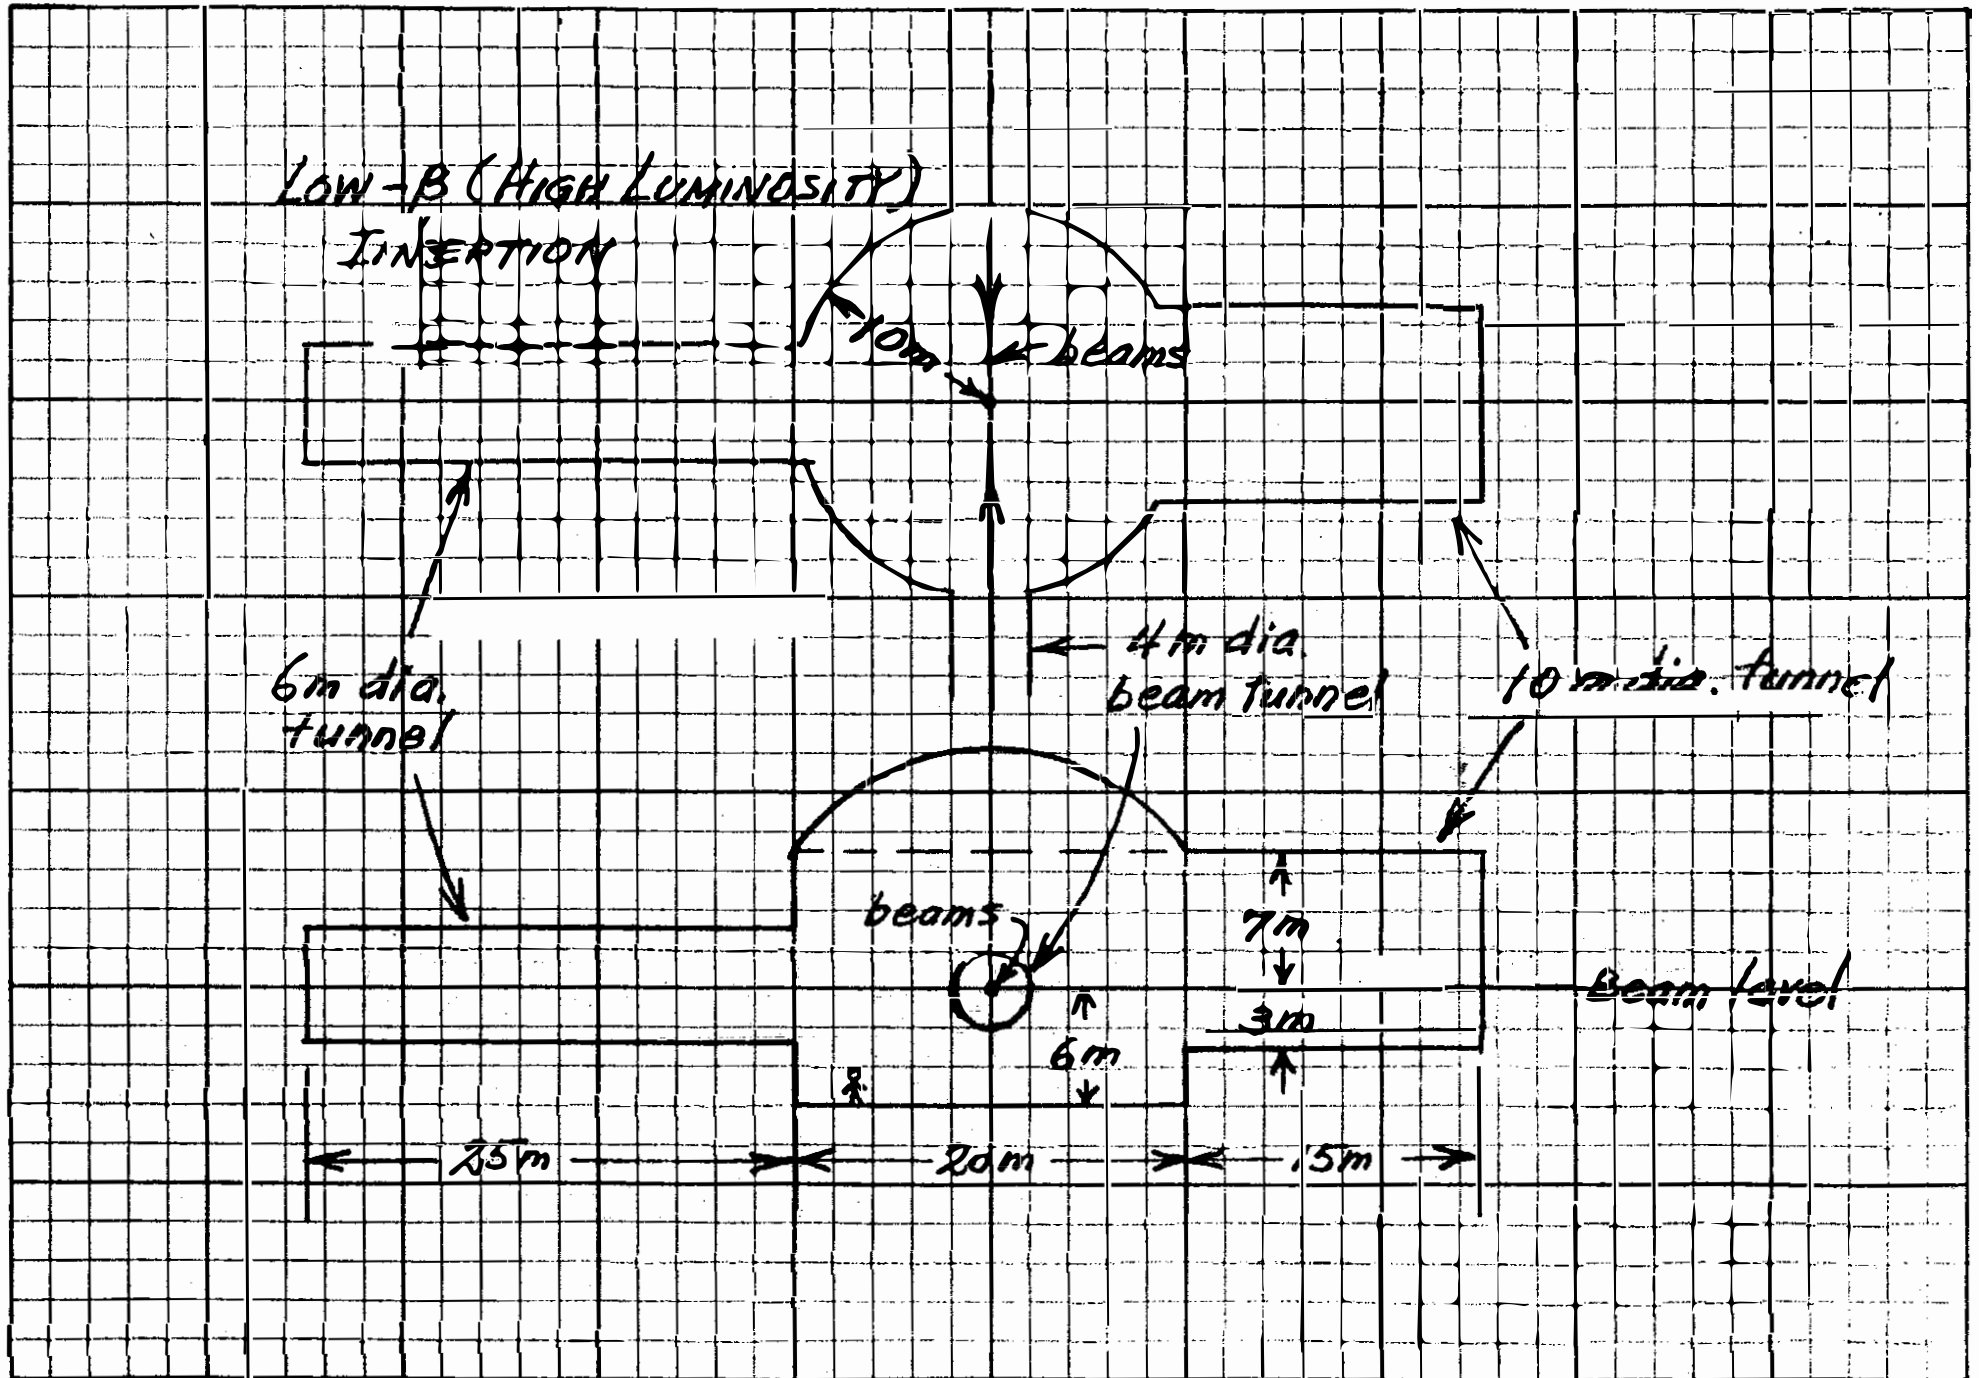 LOW-β (HIGH LUMINOSITY)
INSERTION
10m
beams
4m dia.
beam tunnel
6m dia.
tunnel
10 m dia. tunnel
beams
7m
Beam level
3m
6m
25m
20m
15m